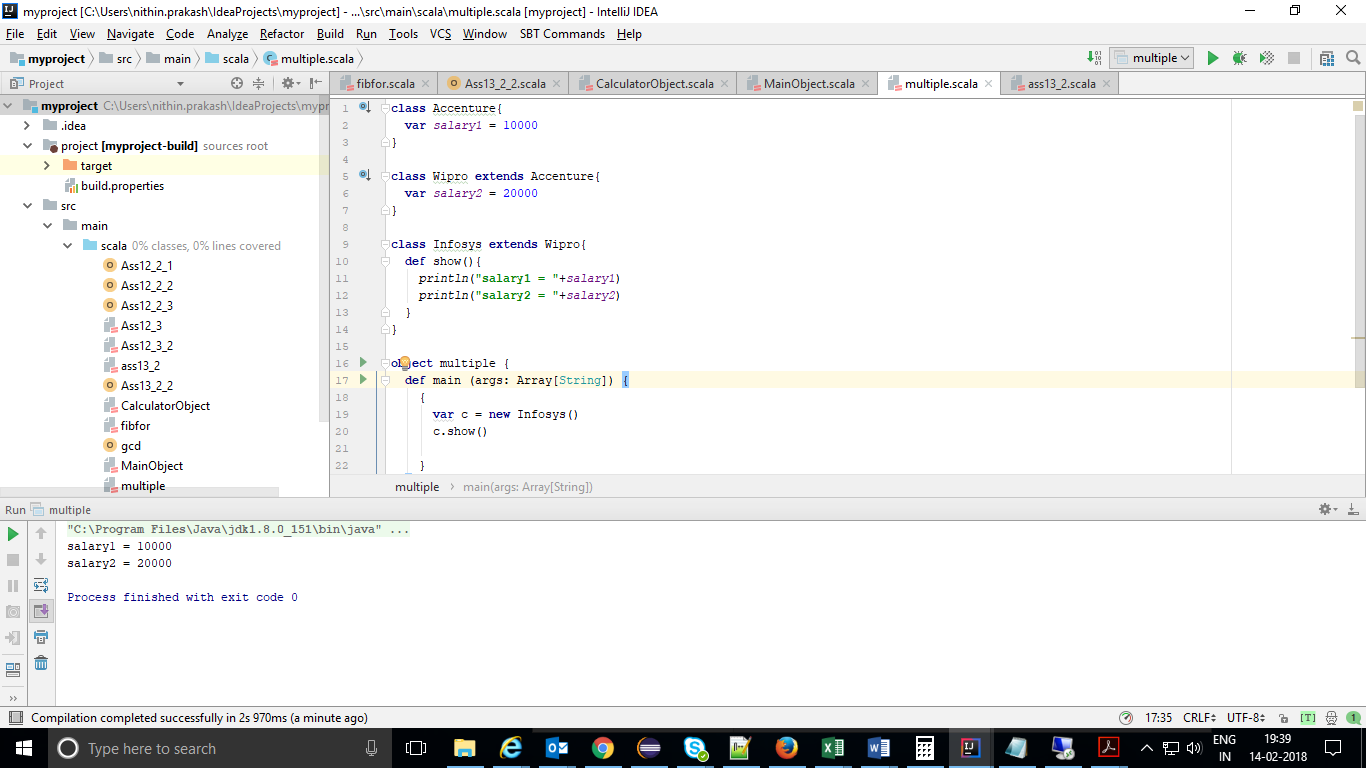 myproject [C:\Users\nithin.prakash\IdeaProjects\myproject] - ...\src\main\scala\multiple.scala [myproject] - IntelliJ IDEA
File Edit View Navigate Code Analyze Refactor Build Run Tools VCS Window SBT Commands Help
myproject src main scala multiple.scala
multiple
Project
fibfor.scala Ass13_2_2.scala CalculatorObject.scala MainObject.scala multiple.scala ass13_2.scala
myproject C:\Users\nithin.prakash\IdeaProjects\mypr
.idea
project [myproject-build] sources root
target
build.properties
src
main
scala 0% classes, 0% lines covered
Ass12_2_1
Ass12_2_2
Ass12_2_3
Ass12_3
Ass12_3_2
ass13_2
Ass13_2_2
CalculatorObject
fibfor
gcd
MainObject
multiple
1 class Accenture{
2 var salary1 = 10000
3 }
4
5 class Wipro extends Accenture{
6 var salary2 = 20000
7 }
8
9 class Infosys extends Wipro{
10 def show(){
11 println("salary1 = "+salary1)
12 println("salary2 = "+salary2)
13 }
14 }
15
16 object multiple {
17 def main (args: Array[String]) {
18 {
19 var c = new Infosys()
20 c.show()
21
22 }
multiple main(args: Array[String])
Run multiple
"C:\Program Files\Java\jdk1.8.0_151\bin\java" ...
salary1 = 10000
salary2 = 20000
Process finished with exit code 0
Compilation completed successfully in 2s 970ms (a minute ago)
17:35 CRLF UTF-8 [T] 1
Type here to search
ENG
IN
19:39
14-02-2018